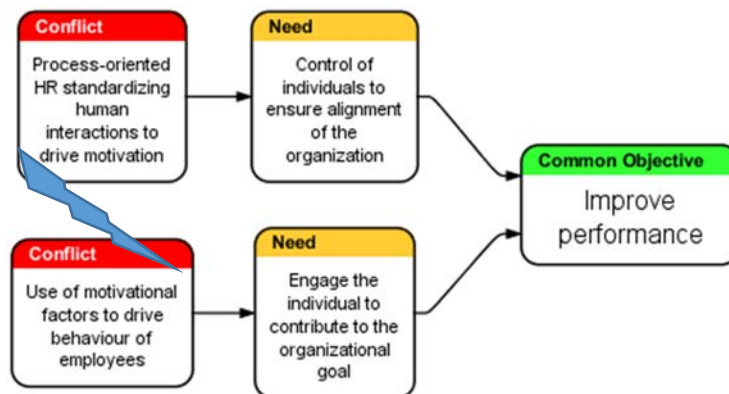 Conflict
Process-oriented
HR standardizing
human
interactions to
drive motivation
Need
Control of
individuals to
ensure alignment
of the
organization
Common Objective
Improve
performance
Conflict
Use of motivational
factors to drive
behaviour of
employees
Need
Engage the
individual to
contribute to the
organizational
goal